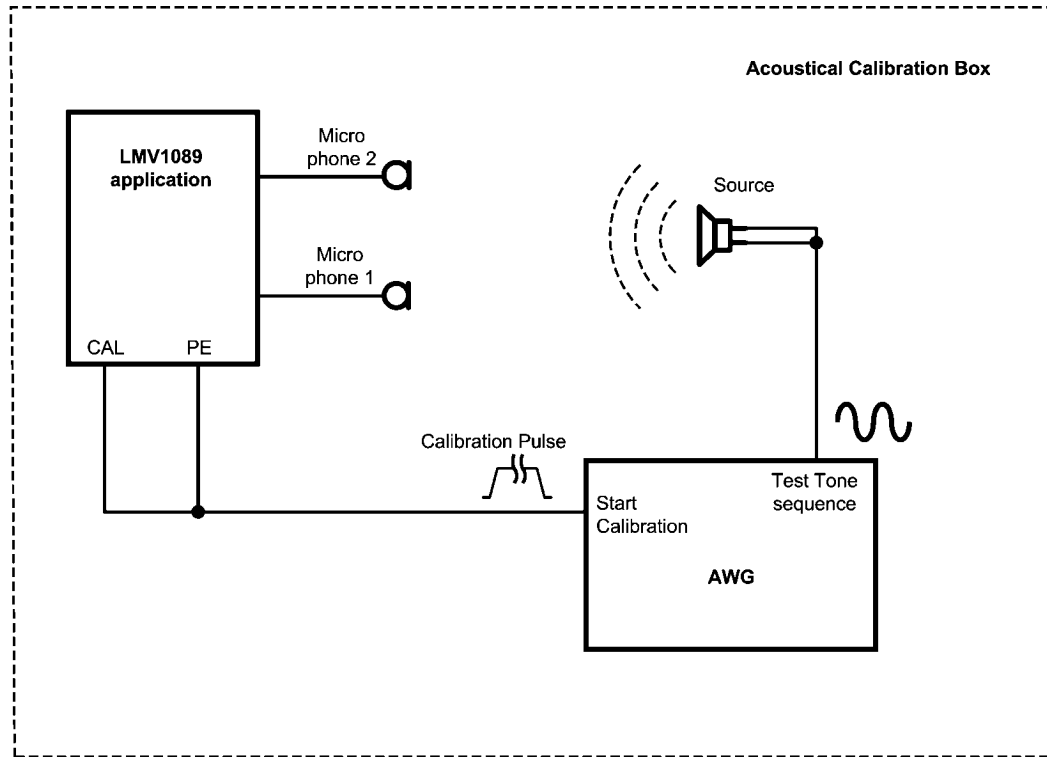 Acoustical Calibration Box
LMV1089
application
Micro
phone 2
Micro
phone 1
CAL
PE
Source
Calibration Pulse
Test Tone
sequence
Start
Calibration
AWG